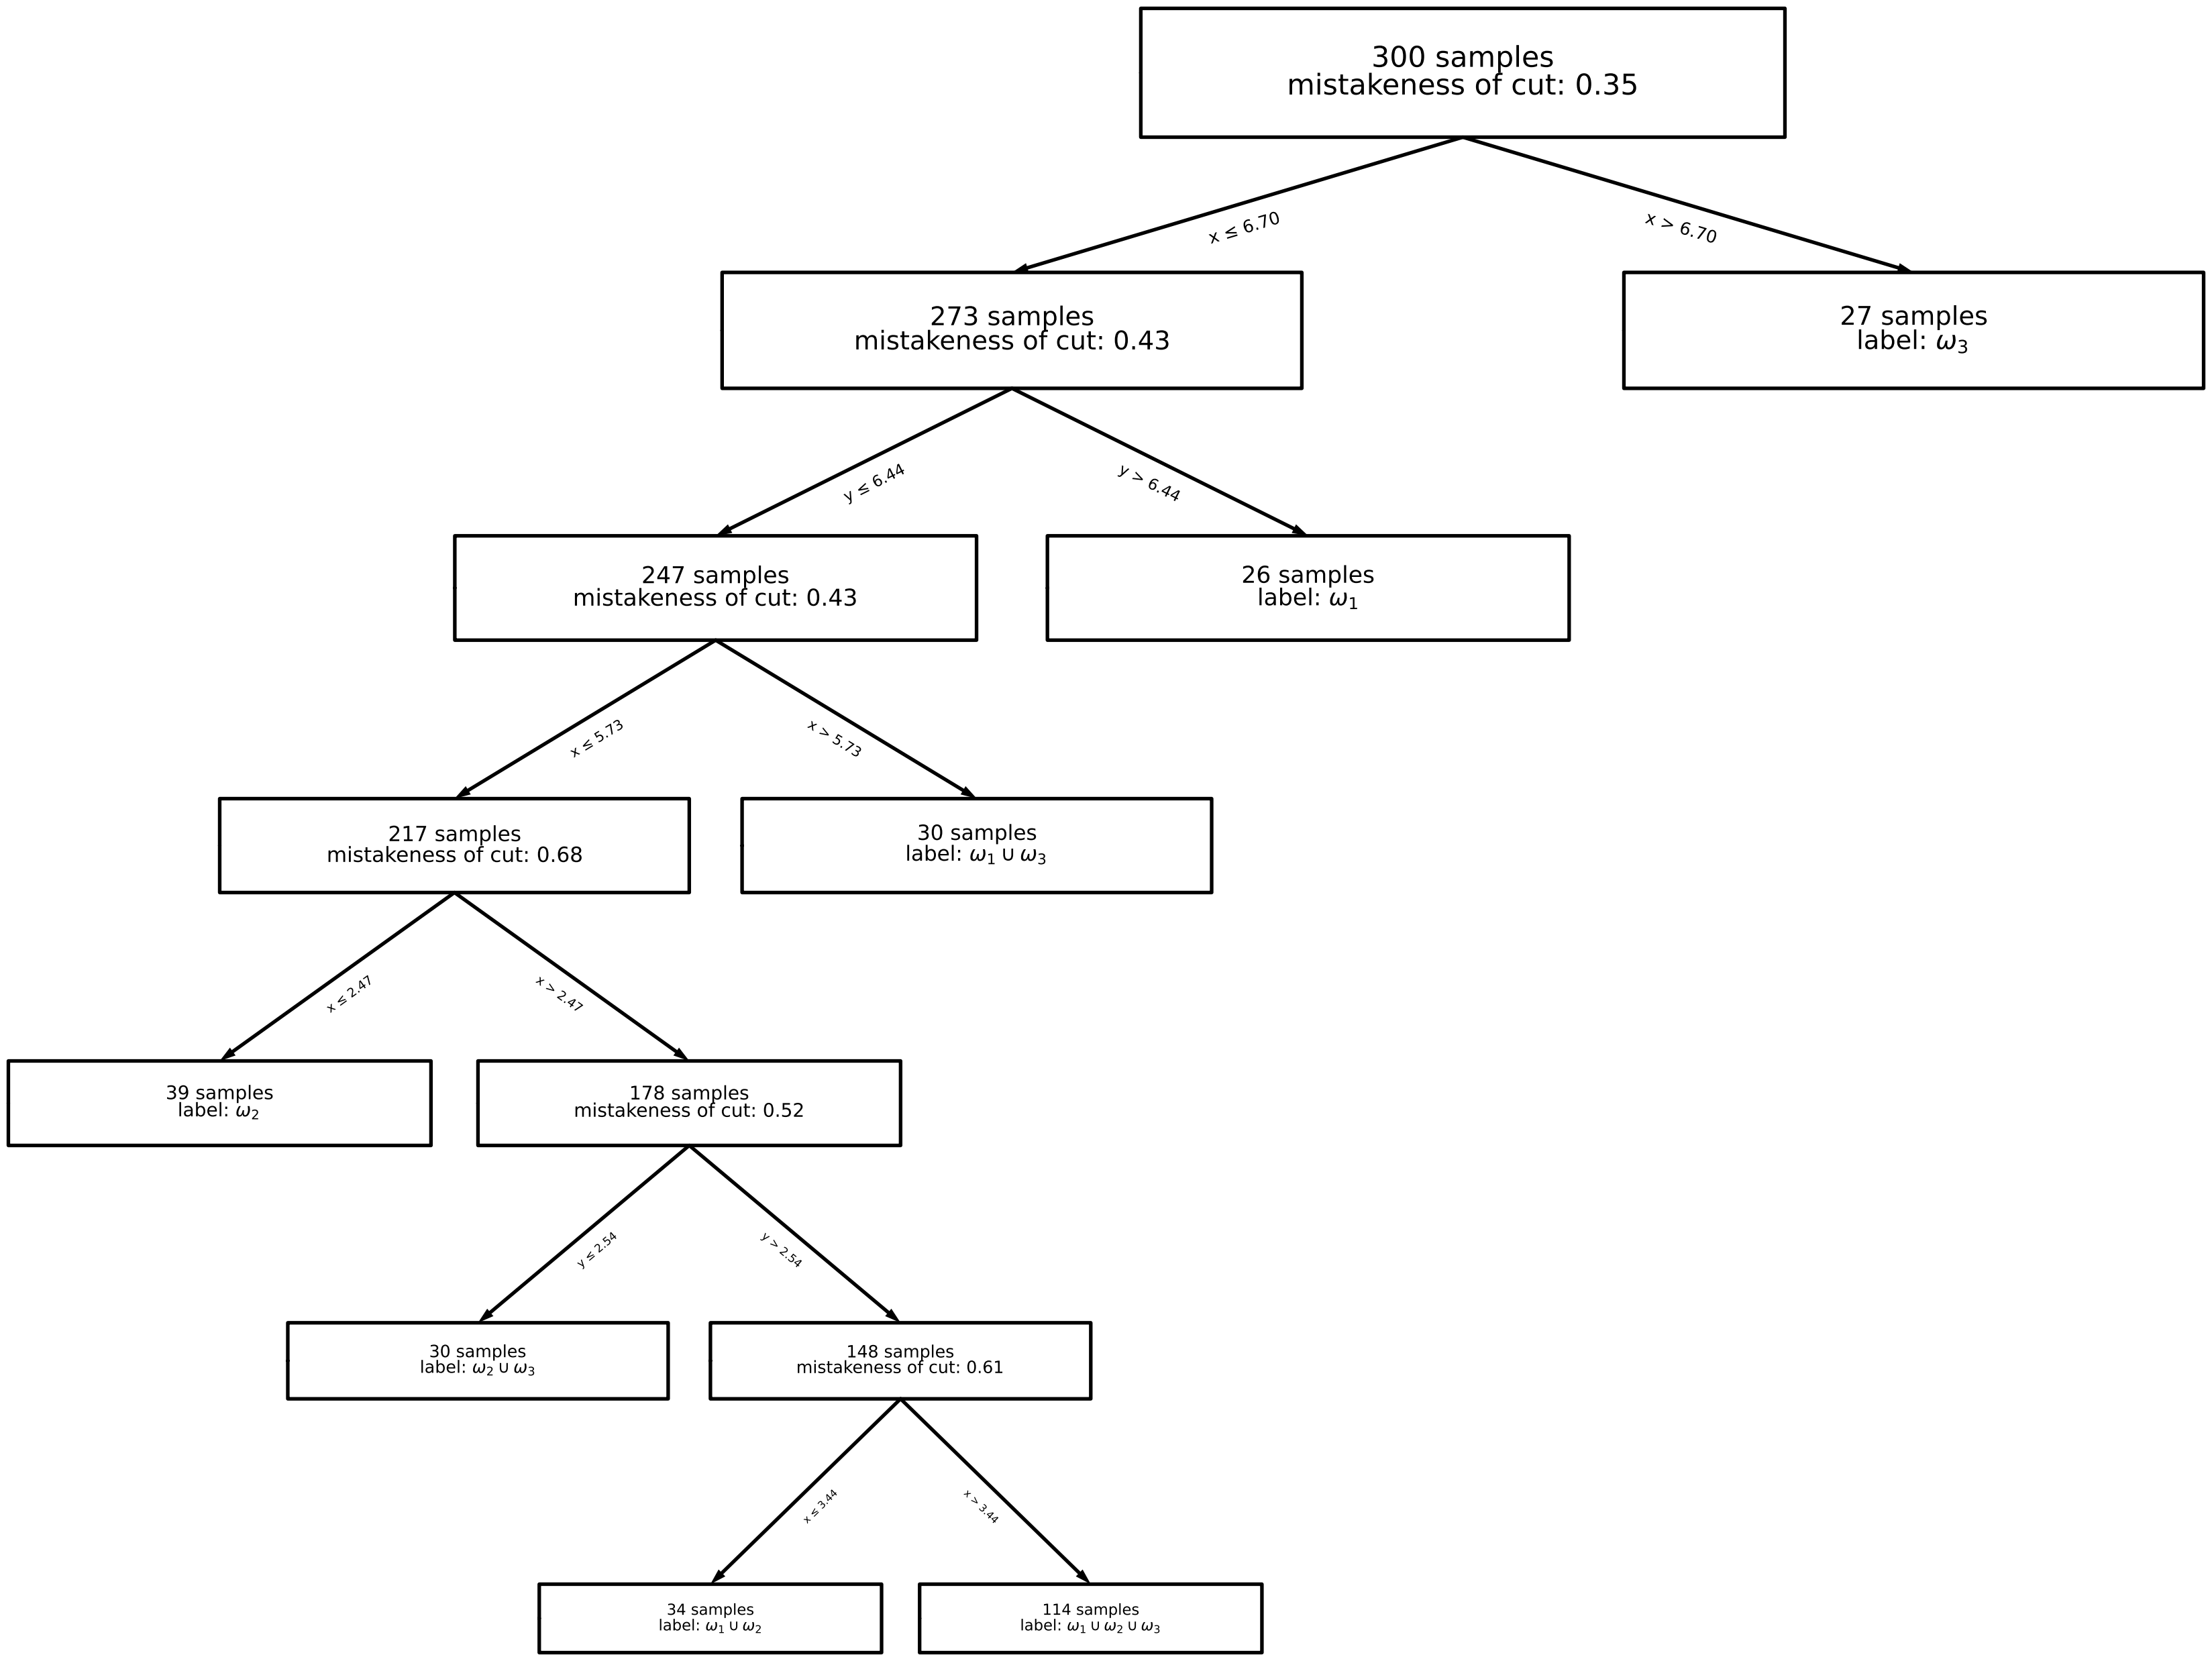 300 samples
mistakeness of cut: 0.35
x ≤ 6.70
x > 6.70
273 samples
mistakeness of cut: 0.43
27 samples
label: ω₃
y ≤ 6.44
y > 6.44
247 samples
mistakeness of cut: 0.43
26 samples
label: ω₁
x ≤ 5.73
x > 5.73
217 samples
mistakeness of cut: 0.68
30 samples
label: ω₁ ∪ ω₃
x ≤ 2.47
x > 2.47
39 samples
label: ω₂
178 samples
mistakeness of cut: 0.52
y ≤ 2.54
y > 2.54
30 samples
label: ω₂ ∪ ω₃
148 samples
mistakeness of cut: 0.61
x ≤ 3.44
x > 3.44
34 samples
label: ω₁ ∪ ω₂
114 samples
label: ω₁ ∪ ω₂ ∪ ω₃